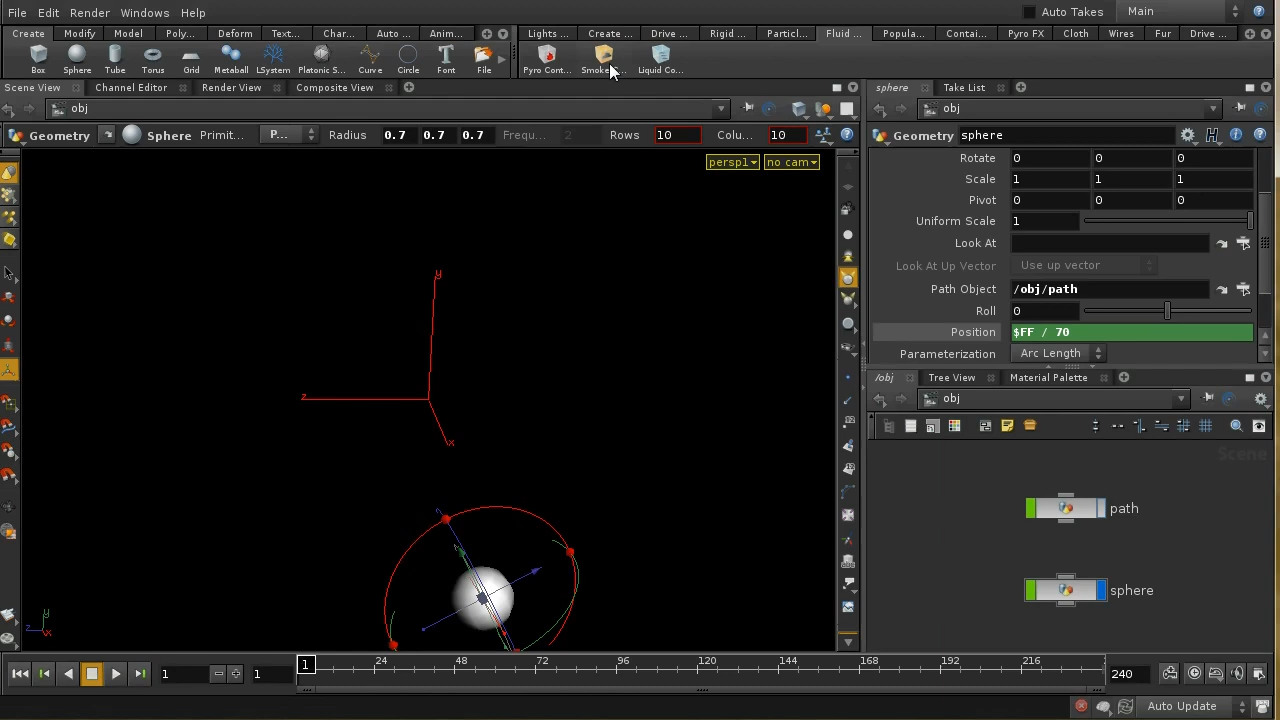 File Edit Render Windows Help Auto Takes Main
Create Modify Model Poly... Deform Text... Char... Auto ... Anim... Lights ... Create ... Drive ... Rigid ... Particl... Fluid ... Popula... Contai... Pyro FX Cloth Wires Fur Drive ...
Box Sphere Tube Torus Grid Metaball LSystem Platonic S... Curve Circle Font File Pyro Cont... Liquid Co...
Scene View Channel Editor Render View Composite View sphere Take List
obj obj
Geometry Sphere Primit... P... Radius 0.7 0.7 0.7 Frequ... 2 Rows 10 Colu... 10 Geometry sphere
persp1 no cam
Rotate 0 0 0
Scale 1 1 1
Pivot 0 0 0
Uniform Scale 1
Look At
Look At Up Vector Use up vector
Path Object /obj/path
Roll 0
Position $FF / 70
Parameterization Arc Length
/obj Tree View Material Palette
obj
Scene
path
sphere
y
z
x
y
z x
1 1 1 24 48 72 96 120 144 168 192 216 240
Auto Update